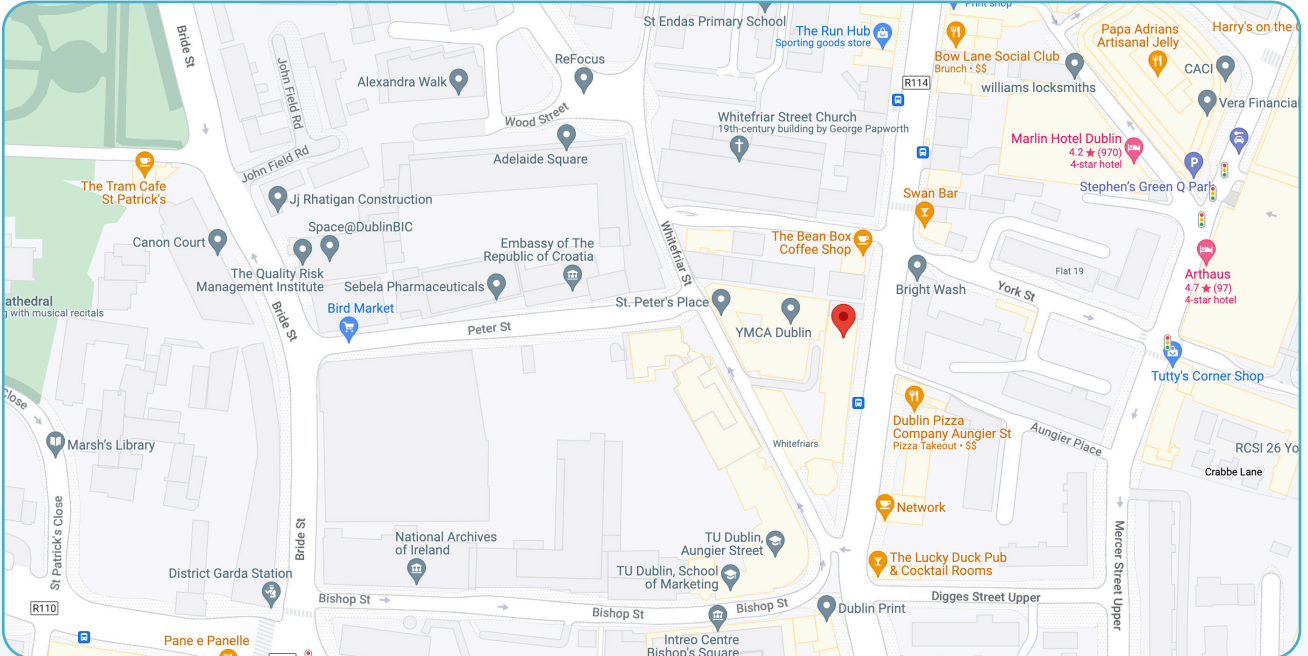 Print shop
St Endas Primary School
The Run Hub
Sporting goods store
Bow Lane Social Club
Brunch • $$
Papa Adrians
Artisanal Jelly
Harry's on the
Bride St
John Field Rd
Alexandra Walk
ReFocus
R114
williams locksmiths
CACI
Vera Financial
Wood Street
Whitefriar Street Church
19th-century building by George Papworth
Adelaide Square
Marlin Hotel Dublin
4.2 ★ (970)
4-star hotel
P
Stephen's Green Q Park
John Field Rd
The Tram Cafe
St Patrick's
Jj Rhatigan Construction
Swan Bar
Space@DublinBIC
Canon Court
Embassy of The
Republic of Croatia
The Bean Box
Coffee Shop
Whitefriar St
The Quality Risk
Management Institute
Sebela Pharmaceuticals
Flat 19
Arthaus
4.7 ★ (97)
4-star hotel
athedral
g with musical recitals
Bird Market
Bride St
St. Peter's Place
YMCA Dublin
Bright Wash
York St
Peter St
Tutty's Corner Shop
Close
Dublin Pizza
Company Aungier St
Pizza Takeout • $$
Aungier Place
Marsh's Library
Whitefriars
RCSI 26 Yo
Crabbe Lane
St Patrick's Close
Bride St
Network
National Archives
of Ireland
TU Dublin,
Aungier Street
Mercer Street Upper
District Garda Station
TU Dublin, School
of Marketing
The Lucky Duck Pub
& Cocktail Rooms
R110
Bishop St
Bishop St
Bishop St
Dublin Print
Digges Street Upper
Pane e Panelle
Intreo Centre
Bishop's Square